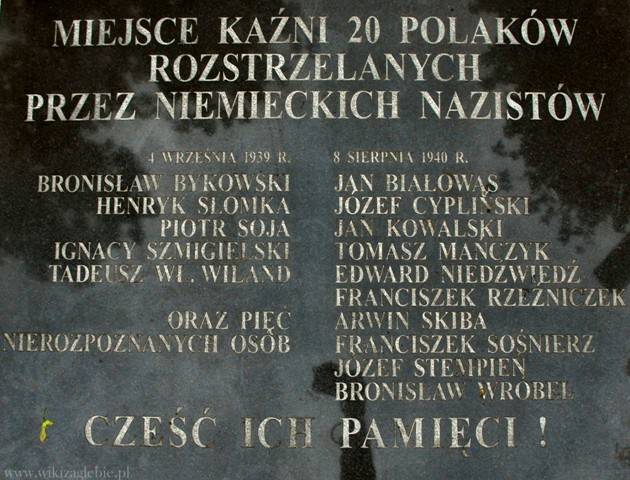 MIEJSCE KAŹNI 20 POLAKÓW
ROZSTRZELANYCH
PRZEZ NIEMIECKICH NAZISTÓW
4 WRZEŚNIA 1939 R.
BRONISŁAW BYKOWSKI
HENRYK SŁOMKA
PIOTR SOJA
IGNACY SZMIGIELSKI
TADEUSZ WŁ. WILAND
ORAZ PIĘĆ
NIEROZPOZNANYCH OSÓB
8 SIERPNIA 1940 R.
JAN BIAŁOWĄS
JÓZEF CYPLIŃSKI
JAN KOWALSKI
TOMASZ MAŃCZYK
EDWARD NIEDZWIEDŹ
FRANCISZEK RZEŹNICZEK
ARWIN SKIBA
FRANCISZEK SOŚNIERZ
JÓZEF STEMPIEŃ
BRONISŁAW WRÓBEL
CZEŚĆ ICH PAMIĘCI !
www.wikizaglebie.pl